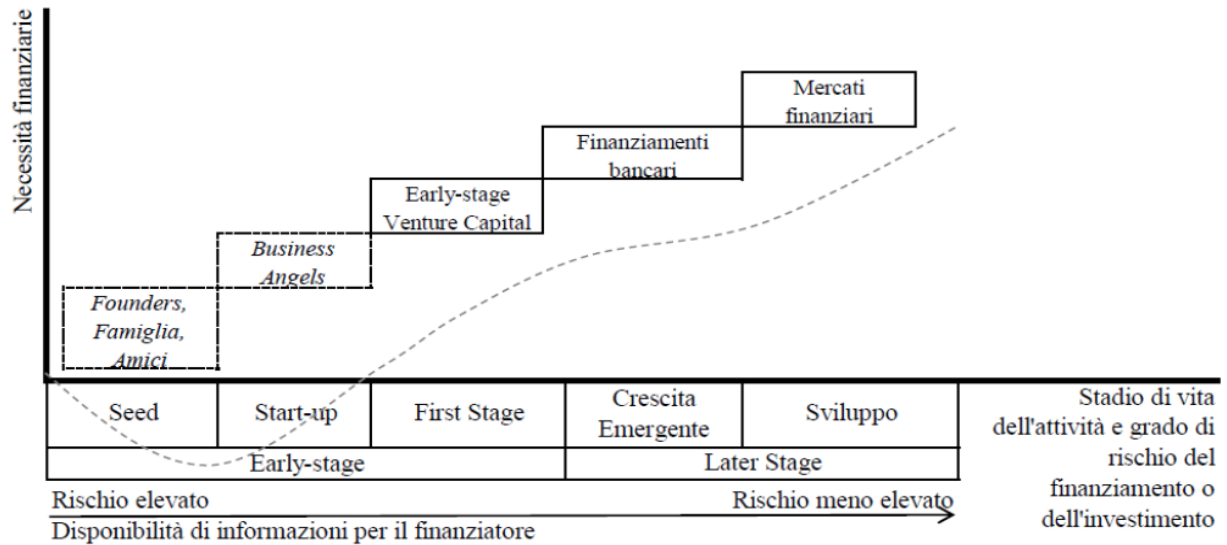 Necessità finanziarie
Mercati
finanziari
Finanziamenti
bancari
Early-stage
Venture Capital
Business
Angels
Founders,
Famiglia,
Amici
Seed
Start-up
First Stage
Crescita
Emergente
Sviluppo
Early-stage
Later Stage
Rischio elevato
Rischio meno elevato
Disponibilità di informazioni per il finanziatore
Stadio di vita
dell'attività e grado di
rischio del
finanziamento o
dell'investimento